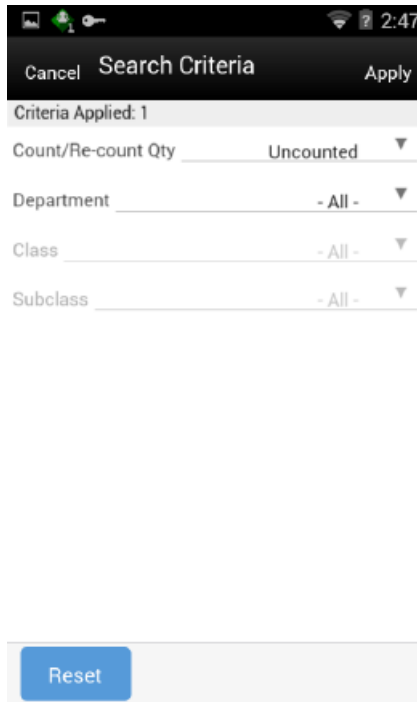 2:47
Cancel Search Criteria Apply
Criteria Applied: 1
Count/Re-count Qty Uncounted
Department - All -
Class - All -
Subclass - All -
Reset